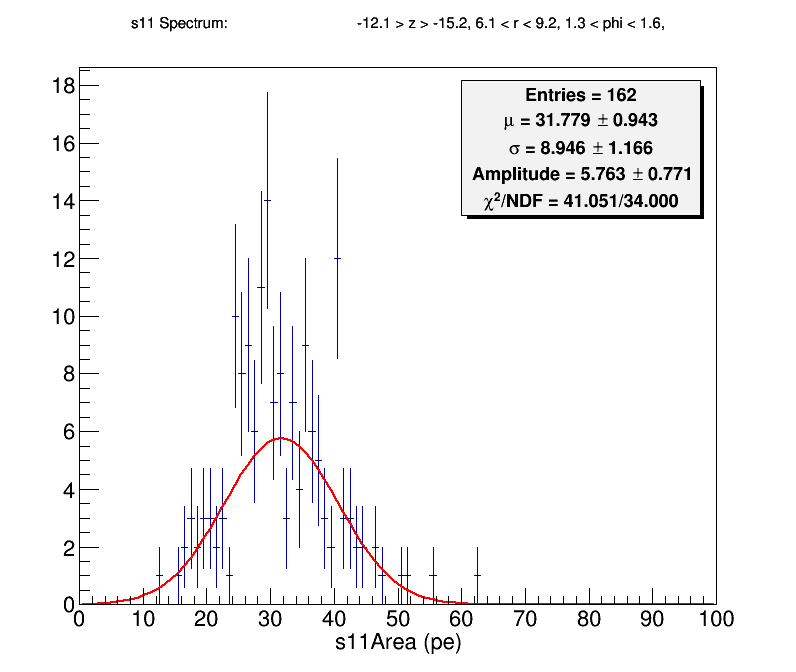 s11 Spectrum: -12.1 > z > -15.2, 6.1 < r < 9.2, 1.3 < phi < 1.6,
Entries = 162
μ = 31.779 ± 0.943
σ = 8.946 ± 1.166
Amplitude = 5.763 ± 0.771
χ²/NDF = 41.051/34.000
18
16
14
12
10
8
6
4
2
0
0 10 20 30 40 50 60 70 80 90 100
s11Area (pe)